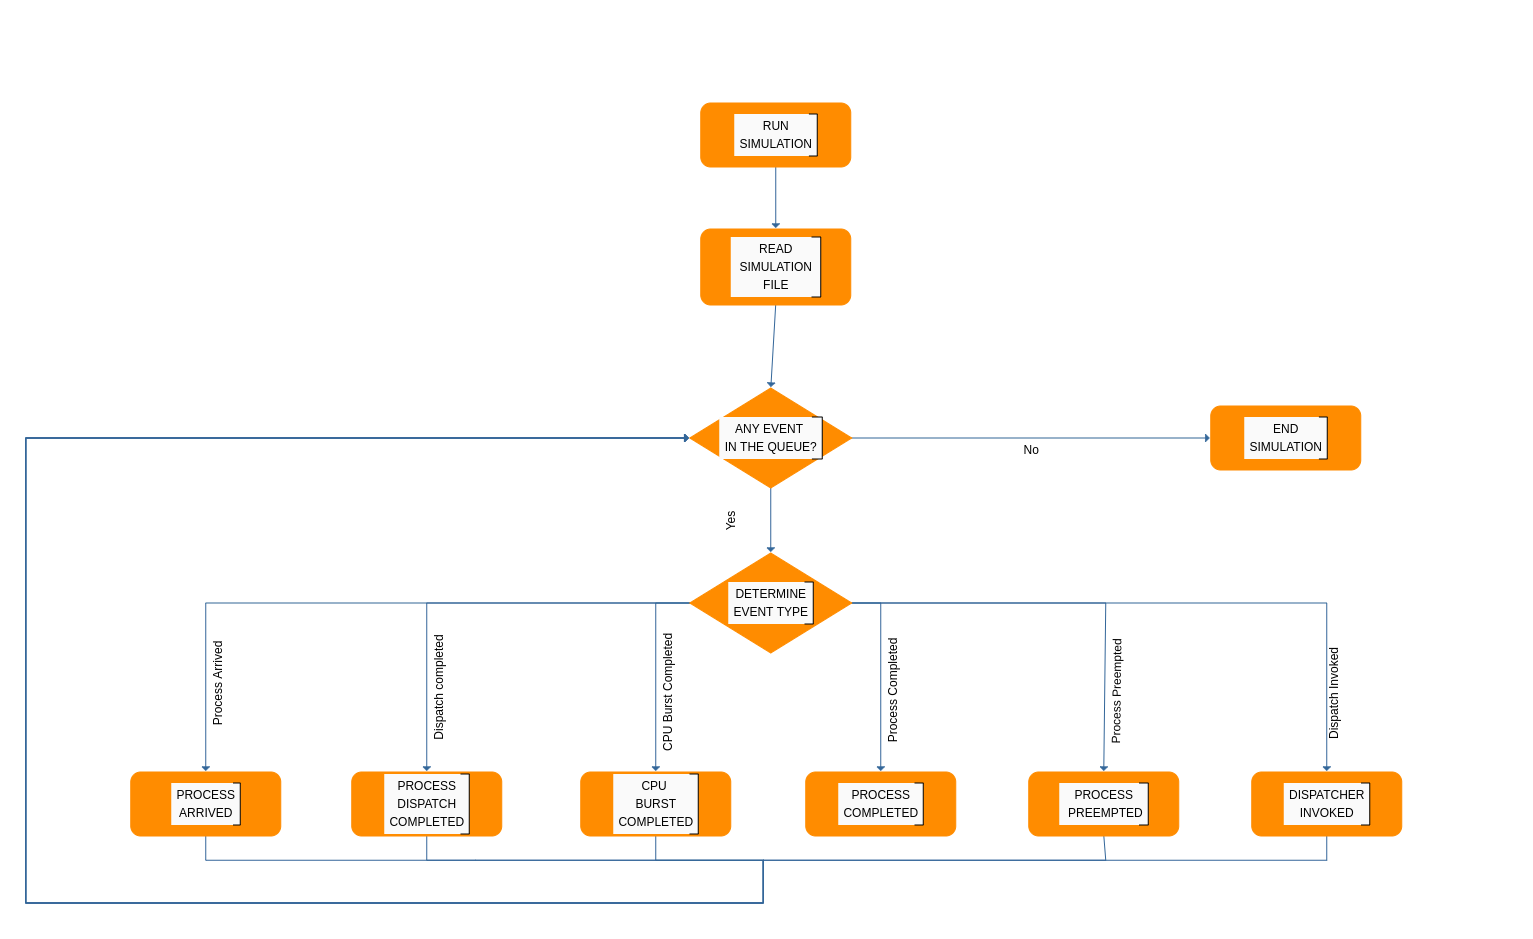 RUN
SIMULATION
READ
SIMULATION
FILE
ANY EVENT
IN THE QUEUE?
No
END
SIMULATION
Yes
DETERMINE
EVENT TYPE
Process Arrived
Dispatch completed
CPU Burst Completed
Process Completed
Process Preempted
Dispatch Invoked
PROCESS
ARRIVED
PROCESS
DISPATCH
COMPLETED
CPU
BURST
COMPLETED
PROCESS
COMPLETED
PROCESS
PREEMPTED
DISPATCHER
INVOKED